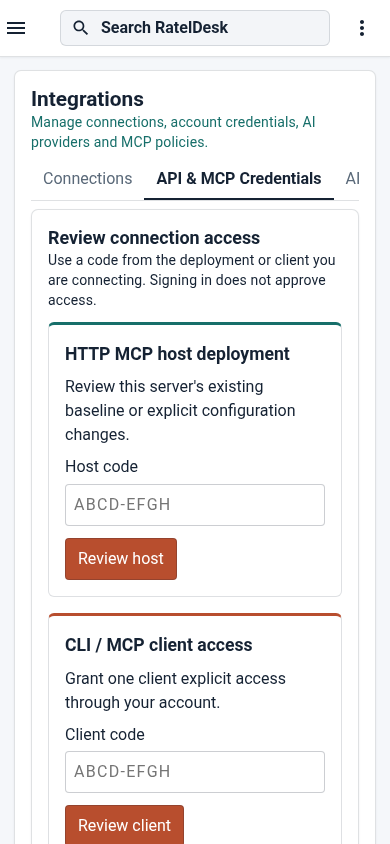 Search RatelDesk
Integrations
Manage connections, account credentials, AI
providers and MCP policies.
Connections
API & MCP Credentials
AI
Review connection access
Use a code from the deployment or client you
are connecting. Signing in does not approve
access.
HTTP MCP host deployment
Review this server's existing
baseline or explicit configuration
changes.
Host code
ABCD-EFGH
Review host
CLI / MCP client access
Grant one client explicit access
through your account.
Client code
ABCD-EFGH
Review client